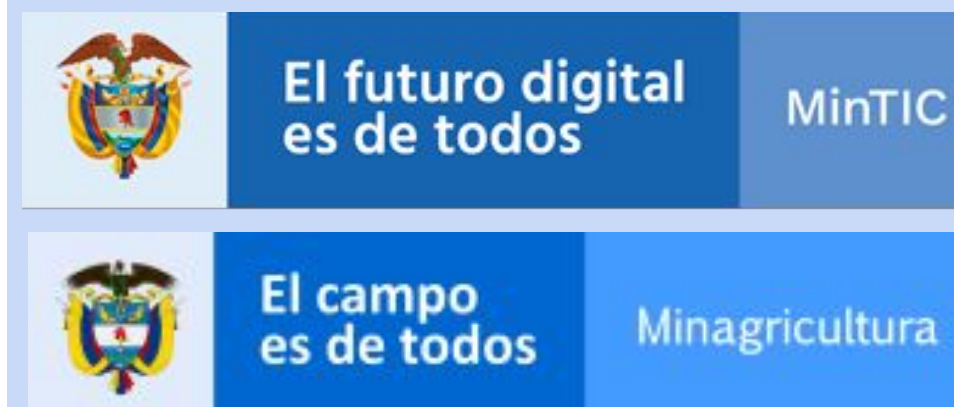 El futuro digital
es de todos
MinTIC
El campo
es de todos
Minagricultura